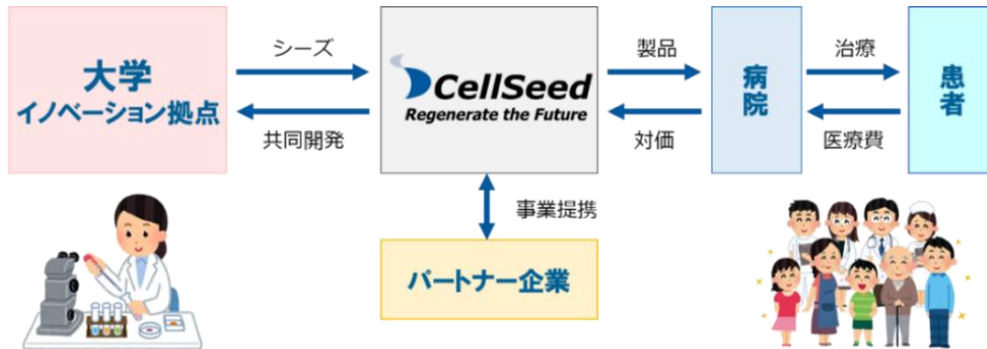 大学
イノベーション拠点
シーズ
共同開発
CellSeed
Regenerate the Future
製品
対価
病院
治療
医療費
患者
事業提携
パートナー企業